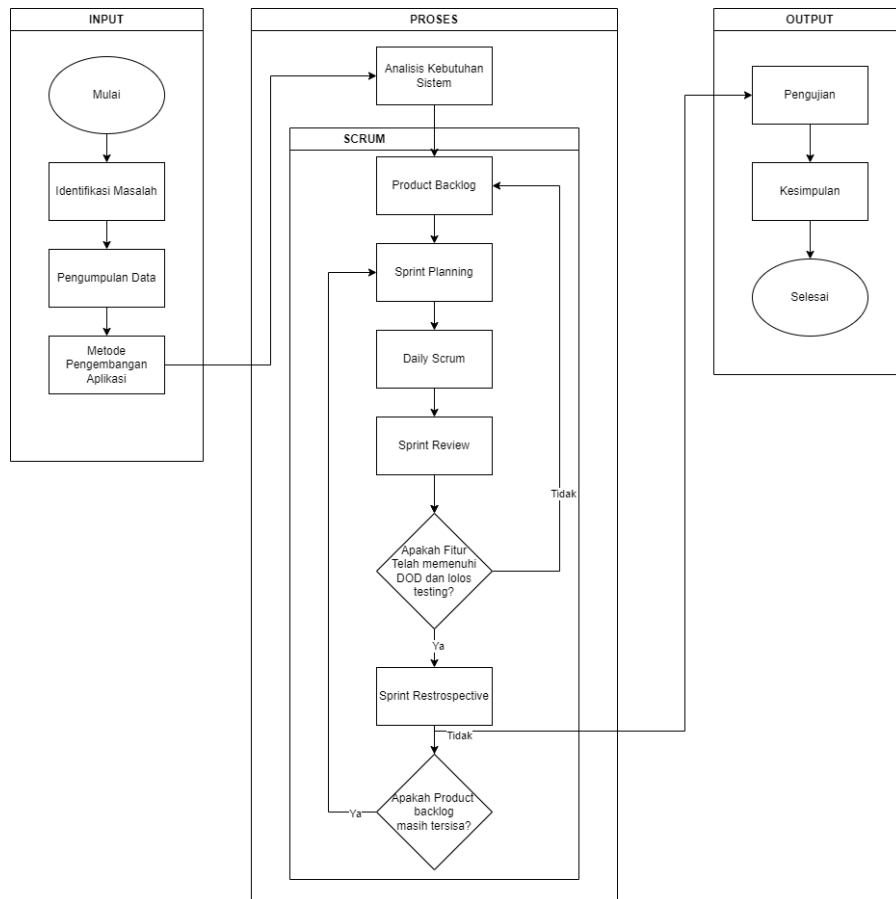 INPUT
Mulai
Identifikasi Masalah
Pengumpulan Data
Metode
Pengembangan
Aplikasi
PROSES
Analisis Kebutuhan
Sistem
SCRUM
Product Backlog
Sprint Planning
Daily Scrum
Sprint Review
Tidak
Apakah Fitur
Telah memenuhi
DOD dan lolos
testing?
Ya
Sprint Restrospective
Tidak
Apakah Product
backlog
masih tersisa?
Ya
OUTPUT
Pengujian
Kesimpulan
Selesai